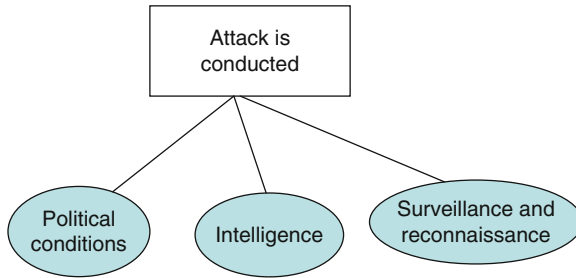 Attack is
conducted
Political
conditions
Intelligence
Surveillance and
reconnaissance